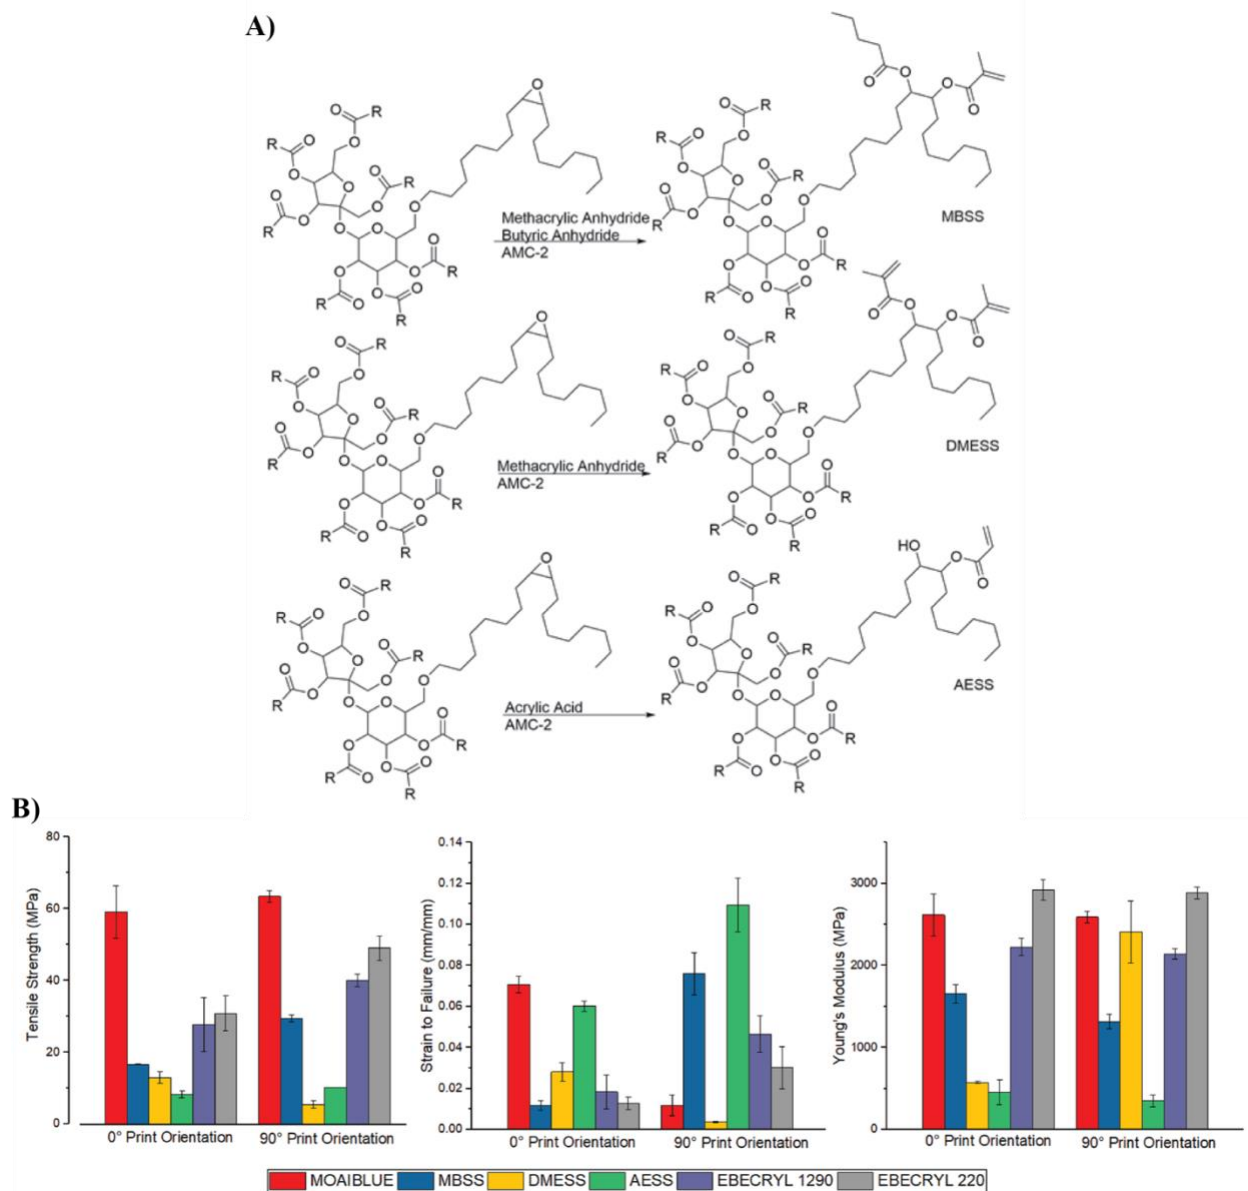 A)
Methacrylic Anhydride
Butyric Anhydride
AMC-2
MBSS
Methacrylic Anhydride
AMC-2
DMESS
HO
Acrylic Acid
AMC-2
AESS
B)
80
60
40
20
0
Tensile Strength (MPa)
0° Print Orientation
90° Print Orientation
0.14
0.12
0.10
0.08
0.06
0.04
0.02
0.00
Strain to Failure (mm/mm)
0° Print Orientation
90° Print Orientation
3000
2000
1000
0
Young's Modulus (MPa)
0° Print Orientation
90° Print Orientation
MOAIBLUE MBSS DMESS AESS EBECRYL 1290 EBECRYL 220